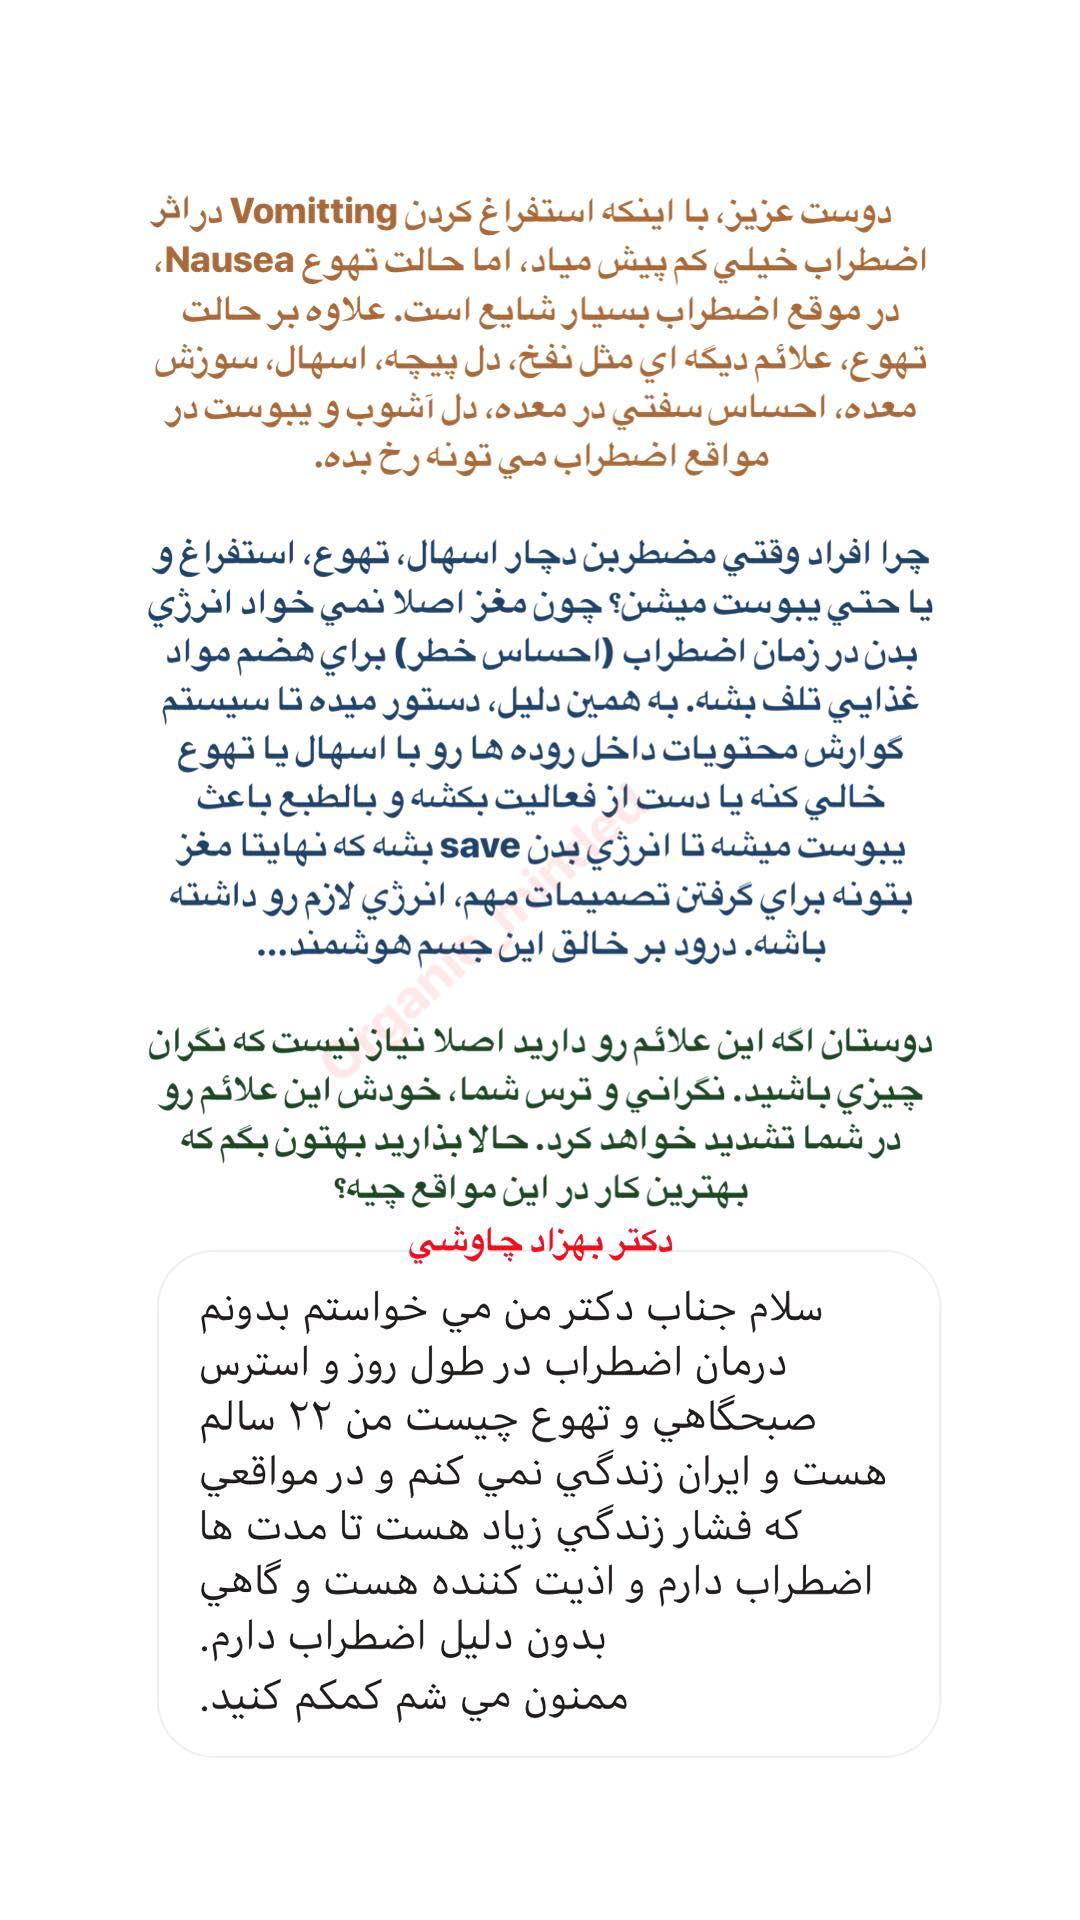 دوست عزیز، با اینکه استفراغ کردن Vomitting در اثر
اضطراب خیلي کم پیش میاد، اما حالت تهوع Nausea،
در موقع اضطراب بسیار شایع است. علاوه بر حالت
تهوع، علائم دیگه اي مثل نفخ، دل پیچه، اسهال، سوزش
معده، احساس سفتي در معده، دل آشوب و یبوست در
مواقع اضطراب مي تونه رخ بده.
چرا افراد وقتي مضطربن دچار اسهال، تهوع، استفراغ و
یا حتي یبوست میشن؟ چون مغز اصلا نمي خواد انرژي
بدن در زمان اضطراب (احساس خطر) براي هضم مواد
غذایي تلف بشه. به همین دلیل، دستور میده تا سیستم
گوارش محتویات داخل روده ها رو با اسهال یا تهوع
خالي کنه یا دست از فعالیت بکشه و بالطبع باعث
یبوست میشه تا انرژي بدن save بشه که نهایتا مغز
بتونه براي گرفتن تصمیمات مهم، انرژي لازم رو داشته
باشه. درود بر خالق این جسم هوشمند...
Organic_minded
دوستان اگه این علائم رو دارید اصلا نیاز نیست که نگران
چیزي باشید. نگراني و ترس شما، خودش این علائم رو
در شما تشدید خواهد کرد. حالا بذارید بهتون بگم که
بهترین کار در این مواقع چیه؟
دکتر بهزاد چاوشي
سلام جناب دکتر من مي خواستم بدونم
درمان اضطراب در طول روز و استرس
صبحگاهي و تهوع چیست من ۲۲ سالم
هست و ایران زندگي نمي کنم و در مواقعي
که فشار زندگي زیاد هست تا مدت ها
اضطراب دارم و اذیت کننده هست و گاهي
بدون دلیل اضطراب دارم.
ممنون مي شم کمکم کنید.